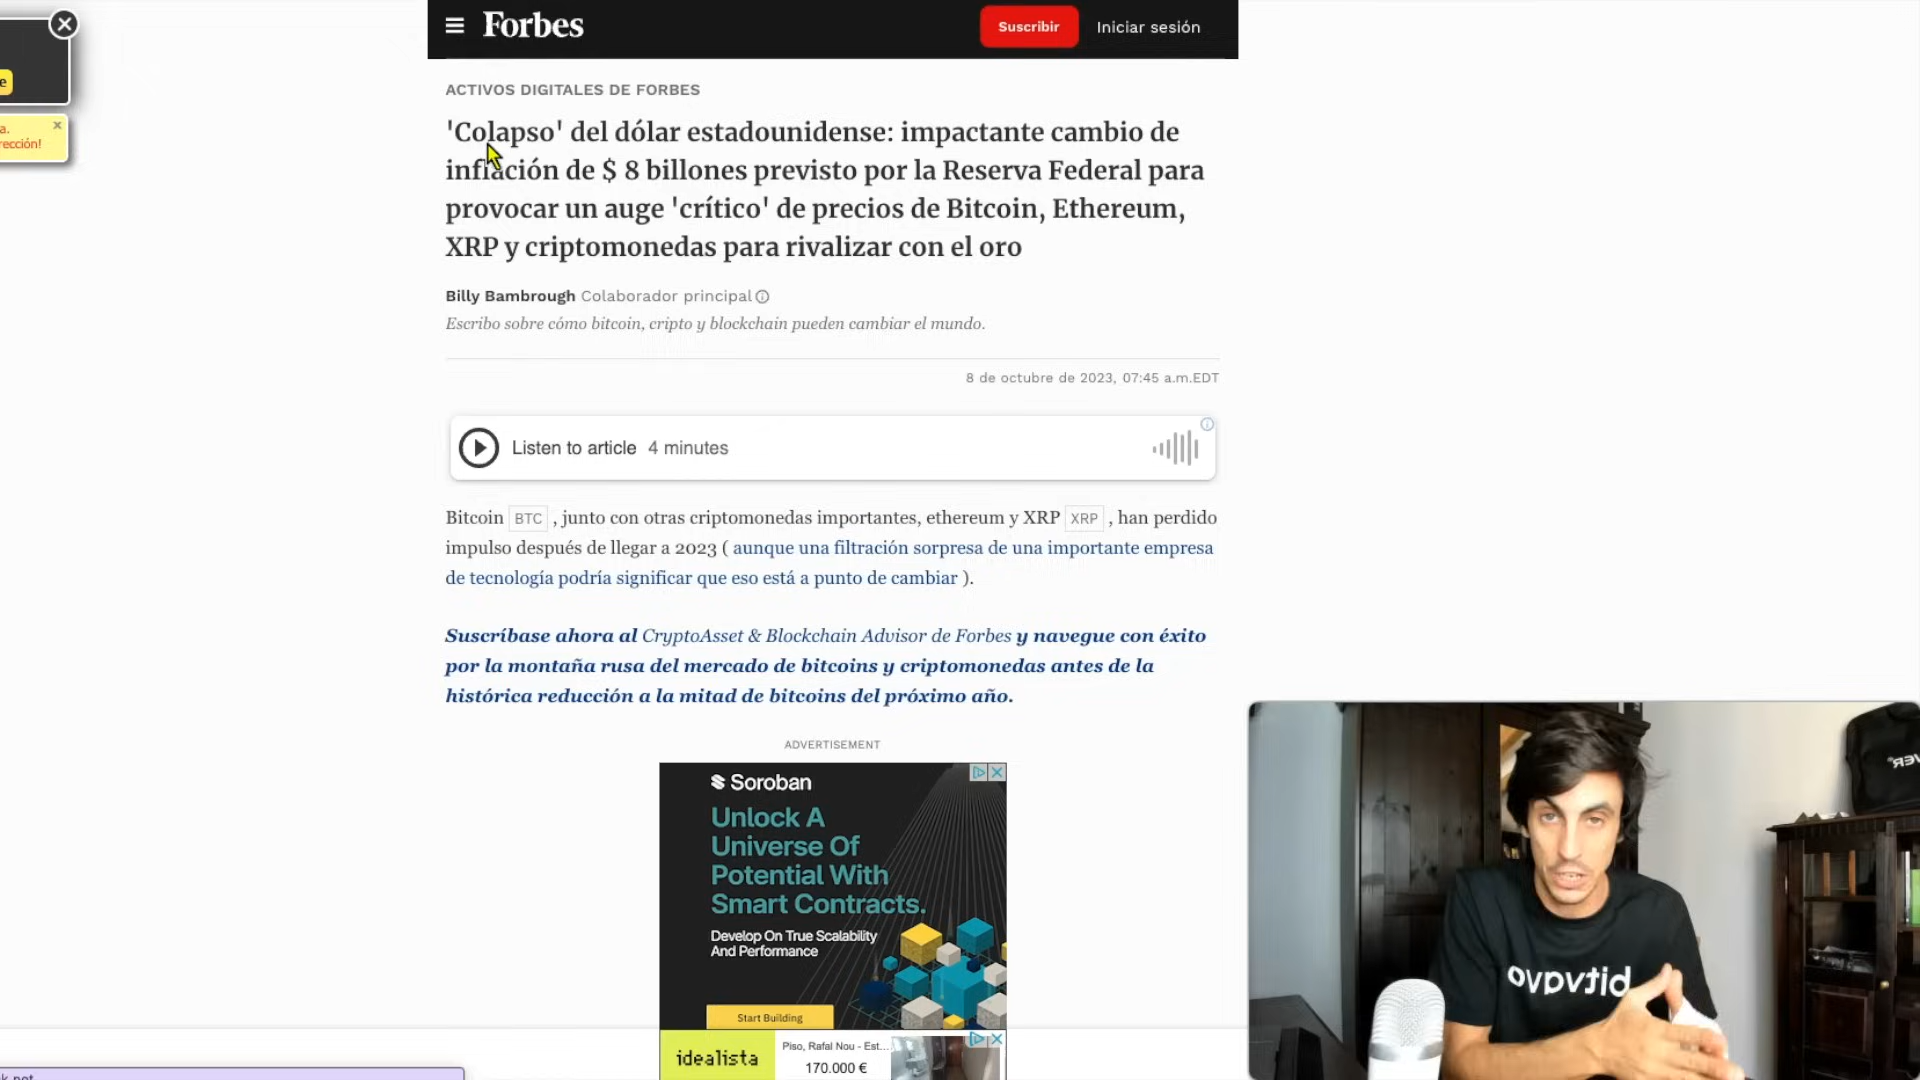 Forbes
Suscribir
Iniciar sesión
e
a.
rección!
ACTIVOS DIGITALES DE FORBES
'Colapso' del dólar estadounidense: impactante cambio de
inflación de $ 8 billones previsto por la Reserva Federal para
provocar un auge 'crítico' de precios de Bitcoin, Ethereum,
XRP y criptomonedas para rivalizar con el oro
Billy Bambrough Colaborador principal
Escribo sobre cómo bitcoin, cripto y blockchain pueden cambiar el mundo.
8 de octubre de 2023, 07:45 a.m.EDT
Listen to article 4 minutes
Bitcoin BTC , junto con otras criptomonedas importantes, ethereum y XRP XRP , han perdido
impulso después de llegar a 2023 ( aunque una filtración sorpresa de una importante empresa
de tecnología podría significar que eso está a punto de cambiar ).
Suscríbase ahora al CryptoAsset & Blockchain Advisor de Forbes y navegue con éxito
por la montaña rusa del mercado de bitcoins y criptomonedas antes de la
histórica reducción a la mitad de bitcoins del próximo año.
ADVERTISEMENT
Soroban
Unlock A
Universe Of
Potential With
Smart Contracts.
Develop On True Scalability
And Performance
Start Building
idealista
Piso, Rafal Nou - Est...
170.000 €